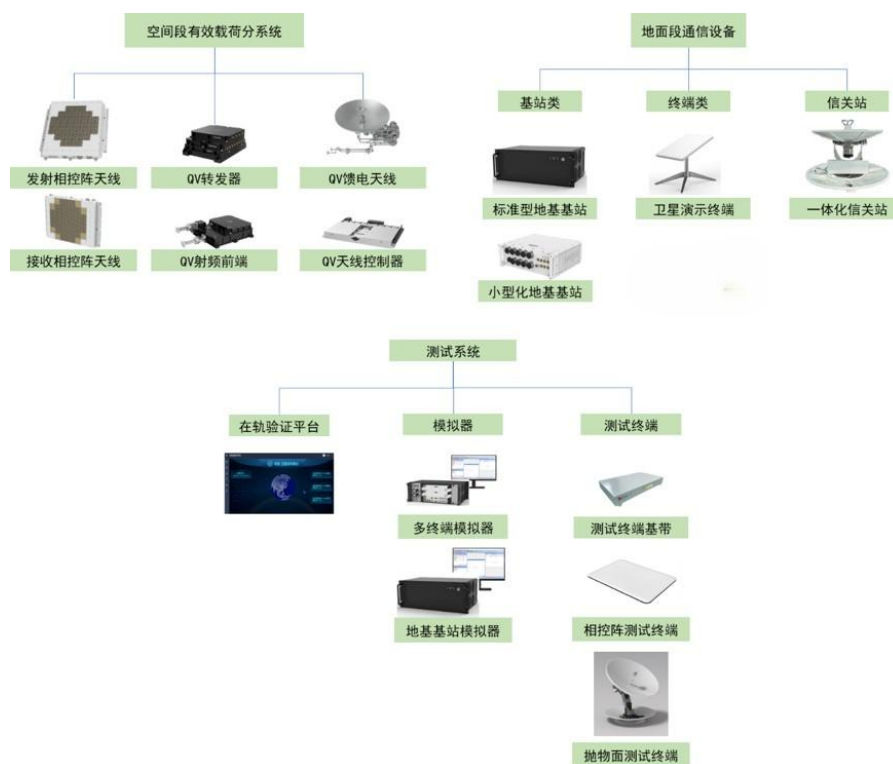 空间段有效载荷分系统
发射相控阵天线
QV转发器
QV馈电天线
接收相控阵天线
QV射频前端
QV天线控制器
地面段通信设备
基站类
终端类
信关站
标准型地基基站
卫星演示终端
一体化信关站
小型化地基基站
测试系统
在轨验证平台
模拟器
测试终端
多终端模拟器
测试终端基带
地基基站模拟器
相控阵测试终端
抛物面测试终端